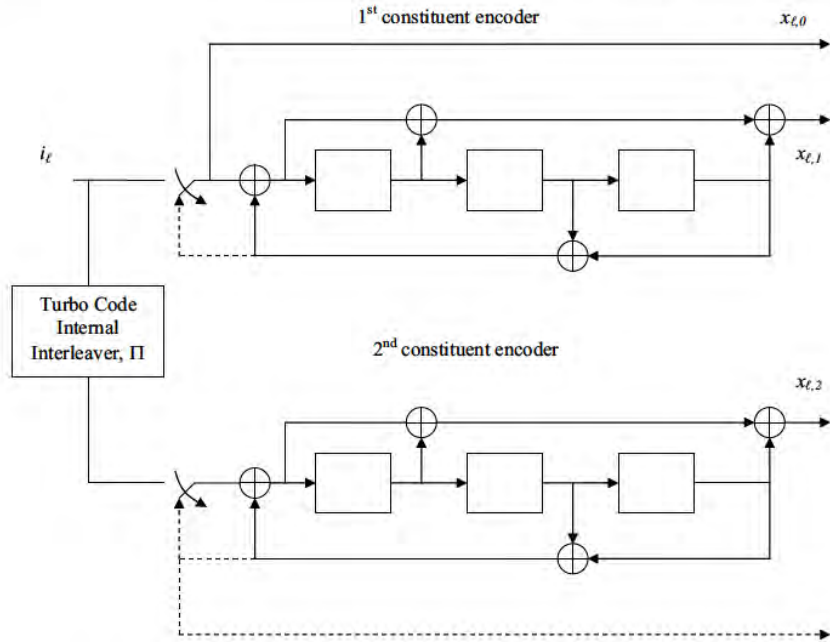 1st constituent encoder
xℓ,0
iℓ
xℓ,1
Turbo Code
Internal
Interleaver, Π
2nd constituent encoder
xℓ,2